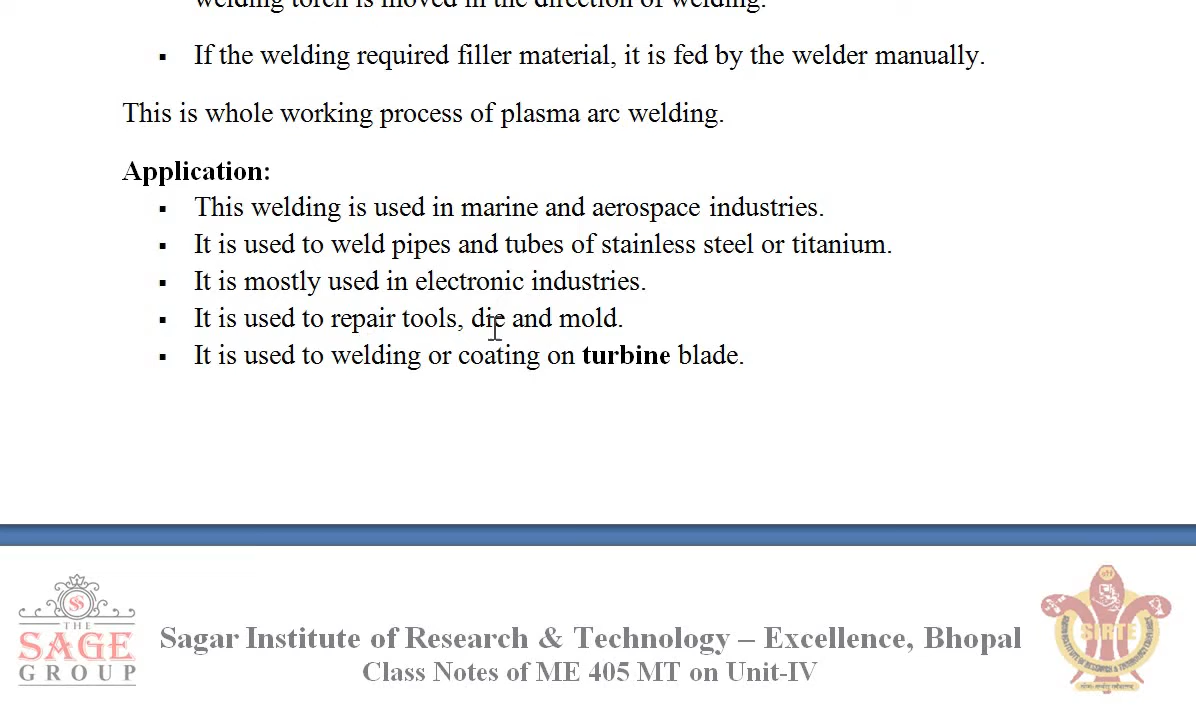 welding torch is moved in the direction of welding.
▪ If the welding required filler material, it is fed by the welder manually.
This is whole working process of plasma arc welding.
Application:
▪ This welding is used in marine and aerospace industries.
▪ It is used to weld pipes and tubes of stainless steel or titanium.
▪ It is mostly used in electronic industries.
▪ It is used to repair tools, die and mold.
▪ It is used to welding or coating on turbine blade.
THE
SAGE
GROUP
Sagar Institute of Research & Technology – Excellence, Bhopal
Class Notes of ME 405 MT on Unit-IV
SIRTE